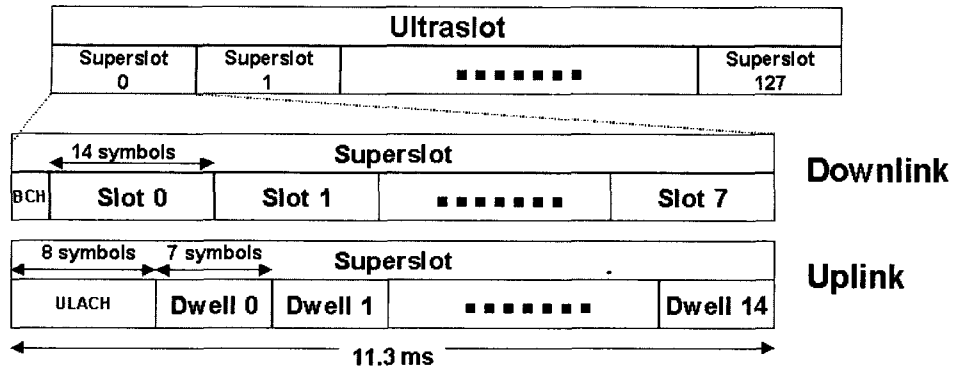 Ultraslot
Superslot 0
Superslot 1
Superslot 127
14 symbols
Superslot
Downlink
BCH
Slot 0
Slot 1
Slot 7
8 symbols
7 symbols
Superslot
Uplink
ULACH
Dwell 0
Dwell 1
Dwell 14
11.3 ms